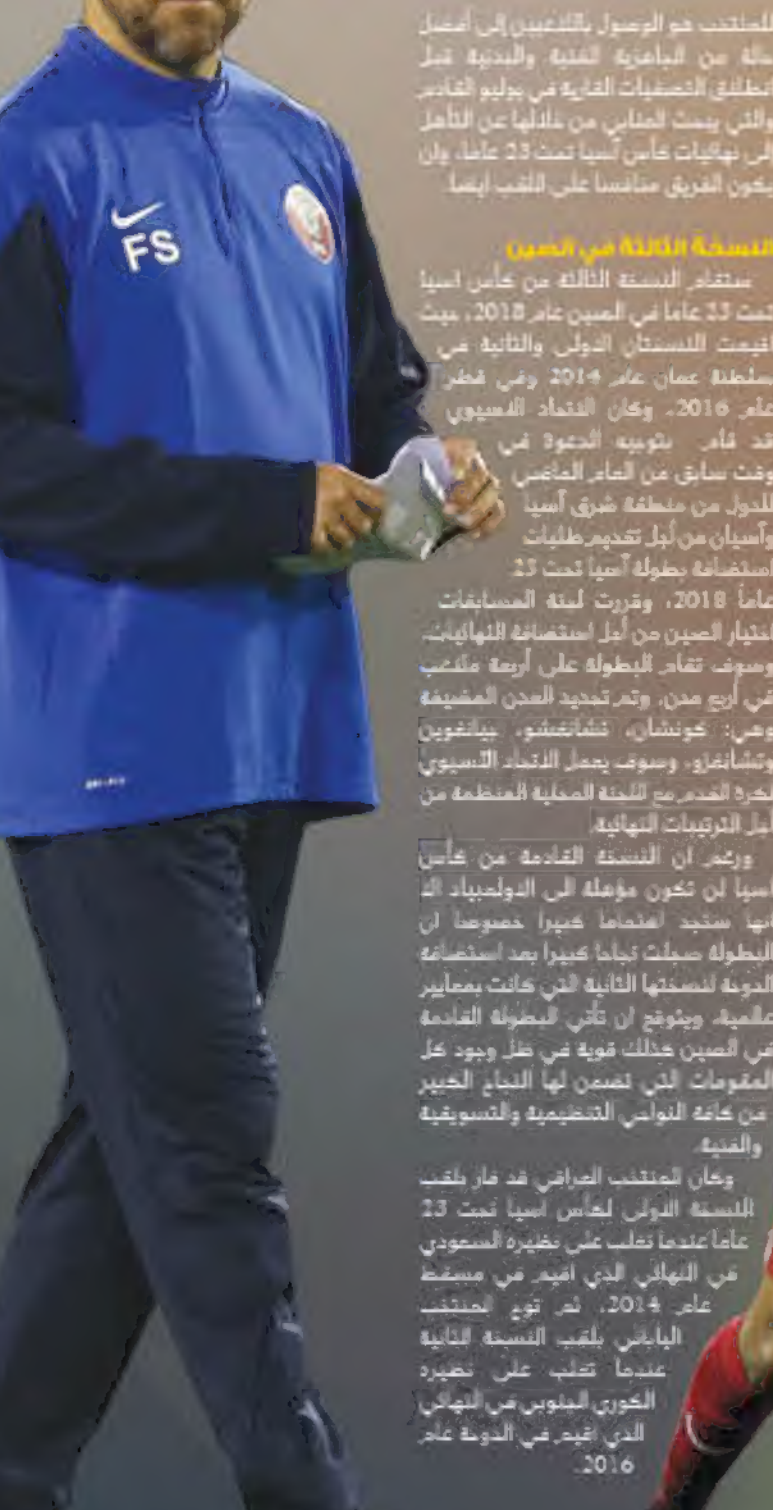 FS
للمنتخب هو الوصول باللاعبين إلى أفضل
حالة من الجاهزية الفنية والبدنية قبل
انطلاق التصفيات القارية في يوليو القادم
والتي يبحث العنابي من خلالها عن التأهل
إلى نهائيات كأس آسيا تحت 23 عاما، وان
يكون الفريق منافسا على اللقب ايضا.
النسخة الثالثة في الصين
ستقام النسخة الثالثة من كأس اسيا
تحت 23 عاما في الصين عام 2018، حيث
اقيمت النسختان الاولى والثانية في
سلطنة عمان عام 2014 وفي قطر
عام 2016، وكان الاتحاد الآسيوي
قد قام بتوجيه الدعوة في
وقت سابق من العام الماضي
للدول من منطقة شرق آسيا
وآسيان من أجل تقديم طلبات
استضافة بطولة آسيا تحت 23
عاماً 2018، وقررت لجنة المسابقات
اختيار الصين من أجل استضافة النهائيات.
وسوف تقام البطولة على أربعة ملاعب
في أربع مدن، وتم تحديد المدن المضيفة
وهي: كونشان، تشانغشو، جيانغوين
وتشانغزو، وسوف يعمل الاتحاد الآسيوي
لكرة القدم مع اللجنة المحلية المنظمة من
أجل الترتيبات النهائية.
ورغم ان النسخة القادمة من كأس
اسيا لن تكون مؤهلة الى الاولمبياد الا
انها ستجد اهتماما كبيرا خصوصا ان
البطولة سجلت نجاحا كبيرا بعد استضافة
الدوحة لنسختها الثانية التي كانت بمعايير
عالمية، ويتوقع ان تأتي البطولة القادمة
في الصين كذلك قوية في ظل وجود كل
المقومات التي تضمن لها النجاح الكبير
من كافة النواحي التنظيمية والتسويقية
والفنية.
وكان المنتخب العراقي قد فاز بلقب
النسخة الاولى لكأس اسيا تحت 23
عاما عندما تغلب على نظيره السعودي
في النهائي الذي اقيم في مسقط
عام 2014، ثم توج المنتخب
الياباني بلقب النسخة الثانية
عندما تغلب على نظيره
الكوري الجنوبي في النهائي
الذي اقيم في الدوحة عام
2016.